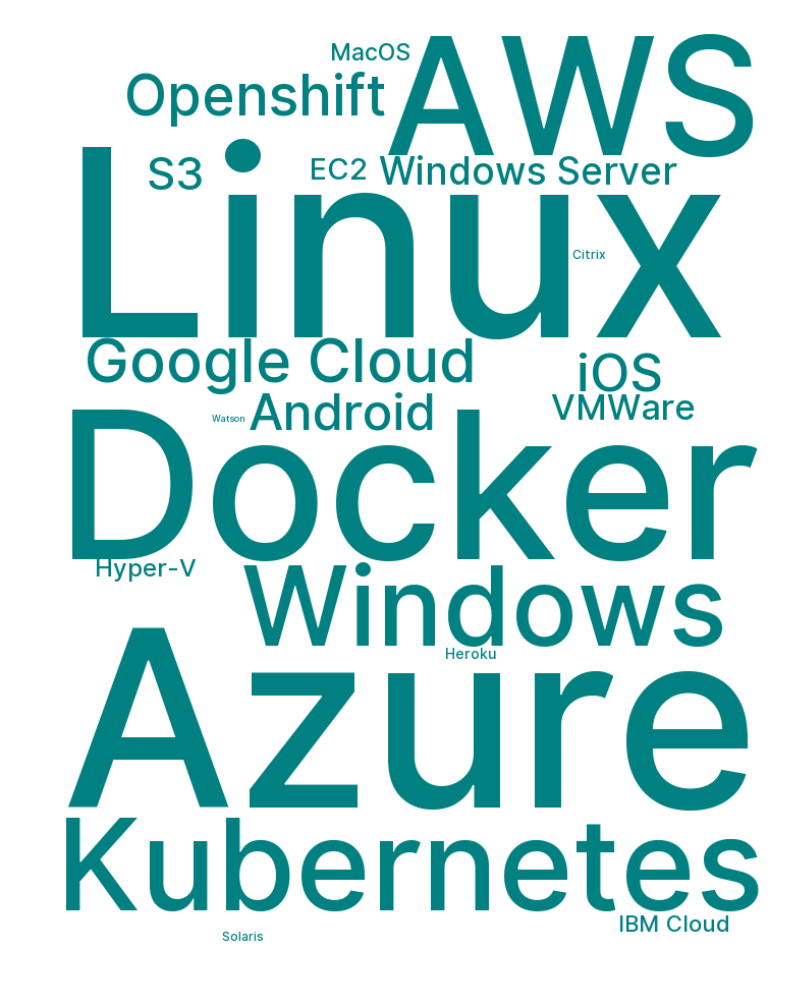 MacOS
AWS
Openshift
S3
EC2
Windows Server
Linux
Citrix
Google Cloud
iOS
VMWare
Watson
Android
Docker
Hyper-V
Windows
Heroku
Azure
Kubernetes
IBM Cloud
Solaris